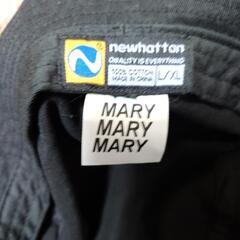 newhattan
QUALITY IS EVERYTHING
100% COTTON
MADE IN CHINA
L/XL
MARY
MARY
MARY